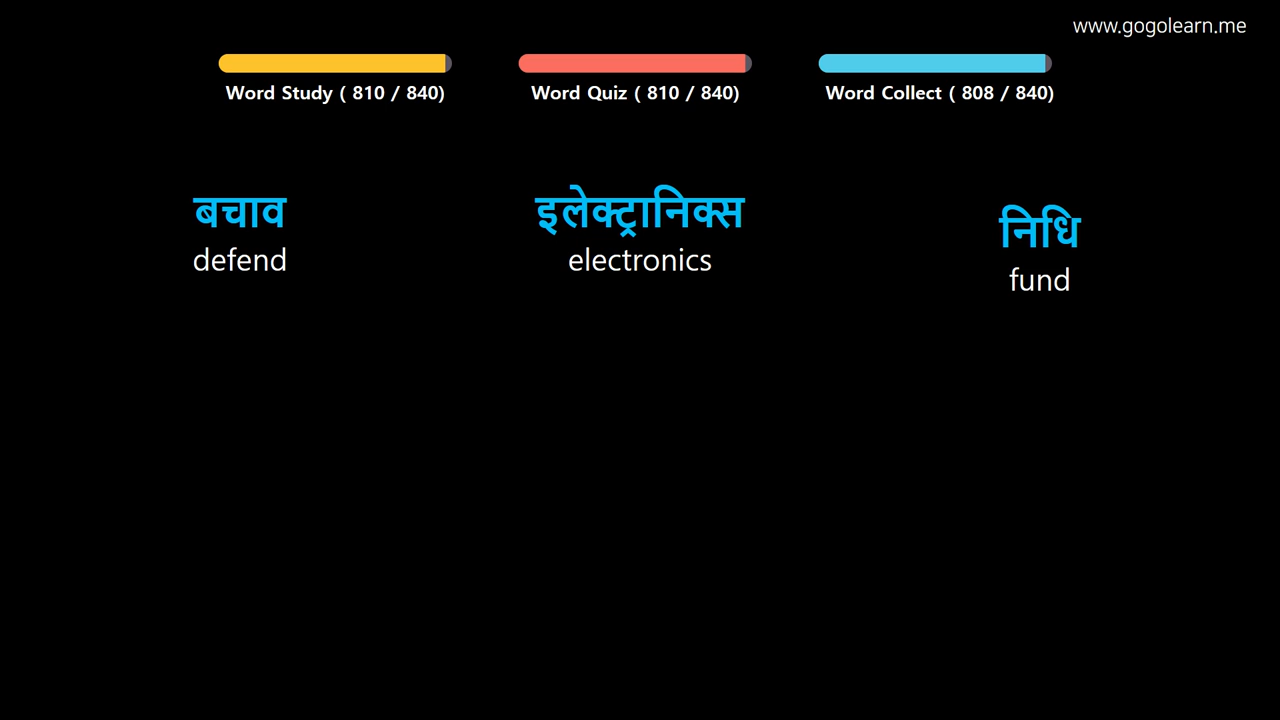 www.gogolearn.me
Word Study ( 810 / 840)
Word Quiz ( 810 / 840)
Word Collect ( 808 / 840)
बचाव
defend
इलेक्ट्रानिक्स
electronics
निधि
fund